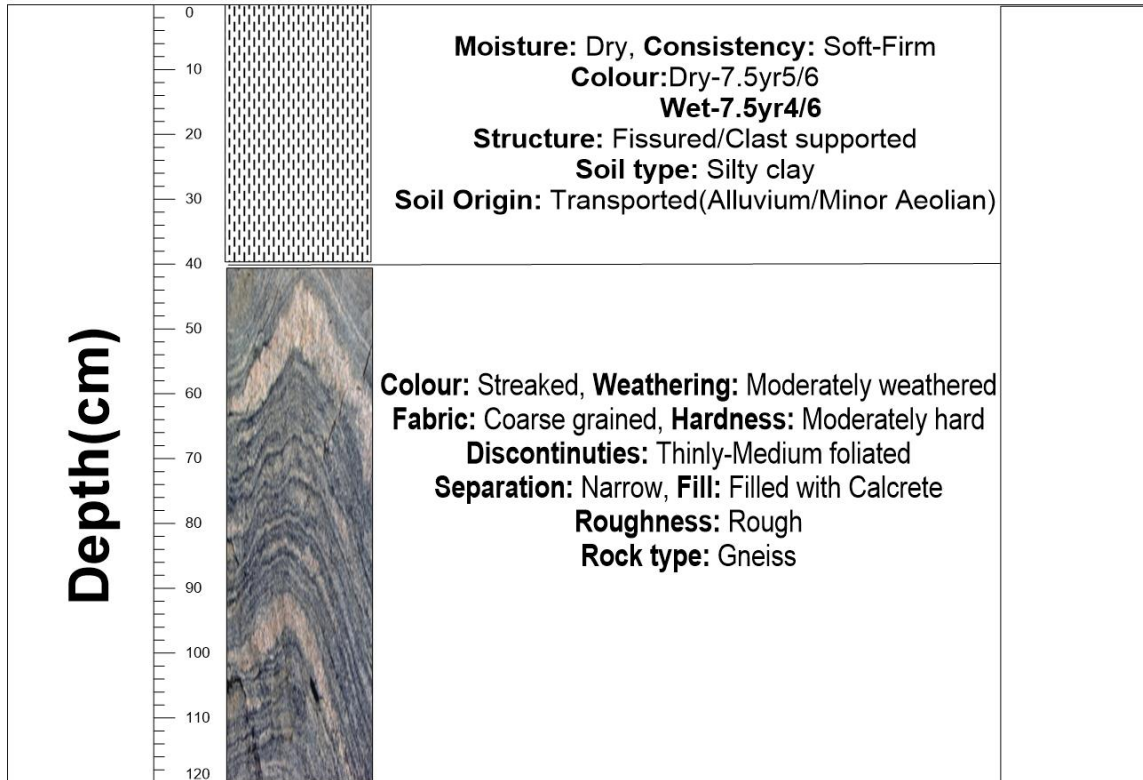 0
10
20
30
40
50
60
70
80
90
100
110
120
Depth(cm)
Moisture: Dry, Consistency: Soft-Firm
Colour:Dry-7.5yr5/6
Wet-7.5yr4/6
Structure: Fissured/Clast supported
Soil type: Silty clay
Soil Origin: Transported(Alluvium/Minor Aeolian)
Colour: Streaked, Weathering: Moderately weathered
Fabric: Coarse grained, Hardness: Moderately hard
Discontinuties: Thinly-Medium foliated
Separation: Narrow, Fill: Filled with Calcrete
Roughness: Rough
Rock type: Gneiss